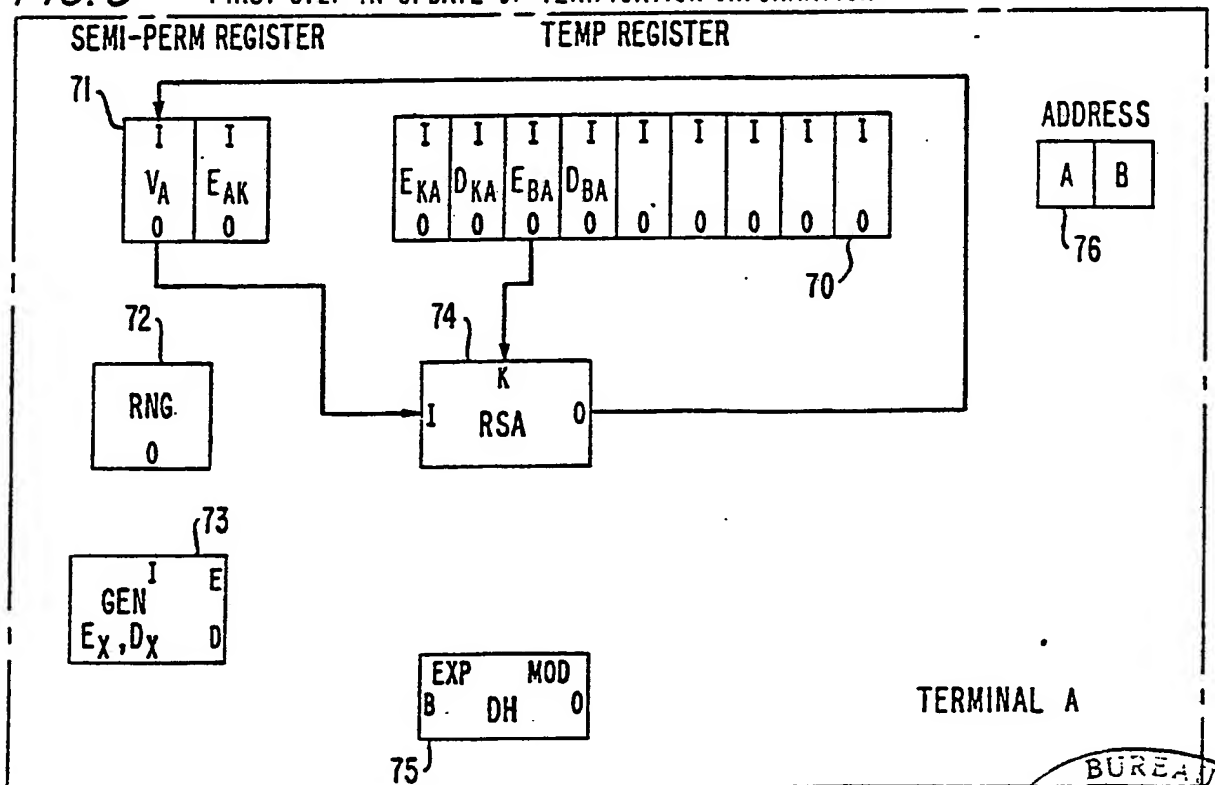 SEMI-PERM REGISTER TEMP REGISTER
71
I I I I I I I I I I I
ADDRESS
V_A E_AK E_KA D_KA E_BA D_BA
A B
0 0 0 0 0 0 0 0 0 0 0
76
70
72 74
K
RNG
I RSA 0
0
73
I E
GEN
E_X, D_X D
EXP MOD
B DH 0
TERMINAL A
75
BUREAU